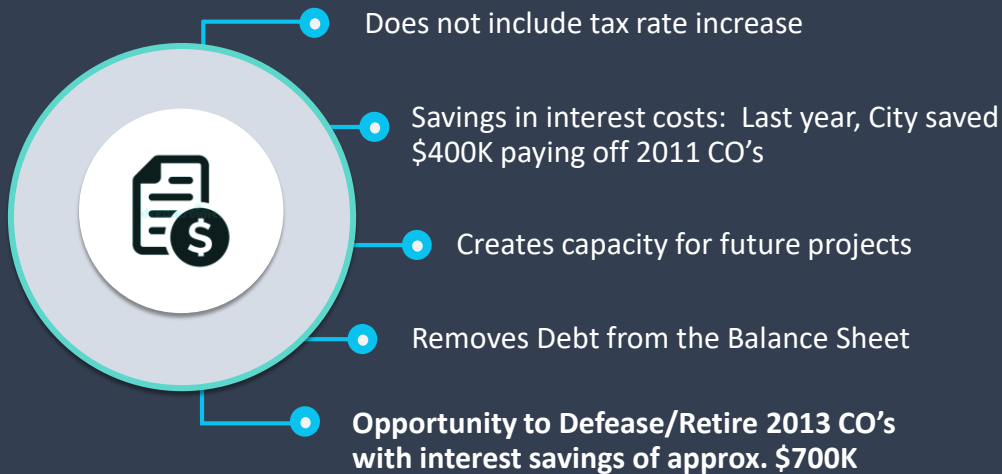 Does not include tax rate increase
Savings in interest costs:  Last year, City saved
$400K paying off 2011 CO's
Creates capacity for future projects
Removes Debt from the Balance Sheet
Opportunity to Defease/Retire 2013 CO's
with interest savings of apprx. $700K
$